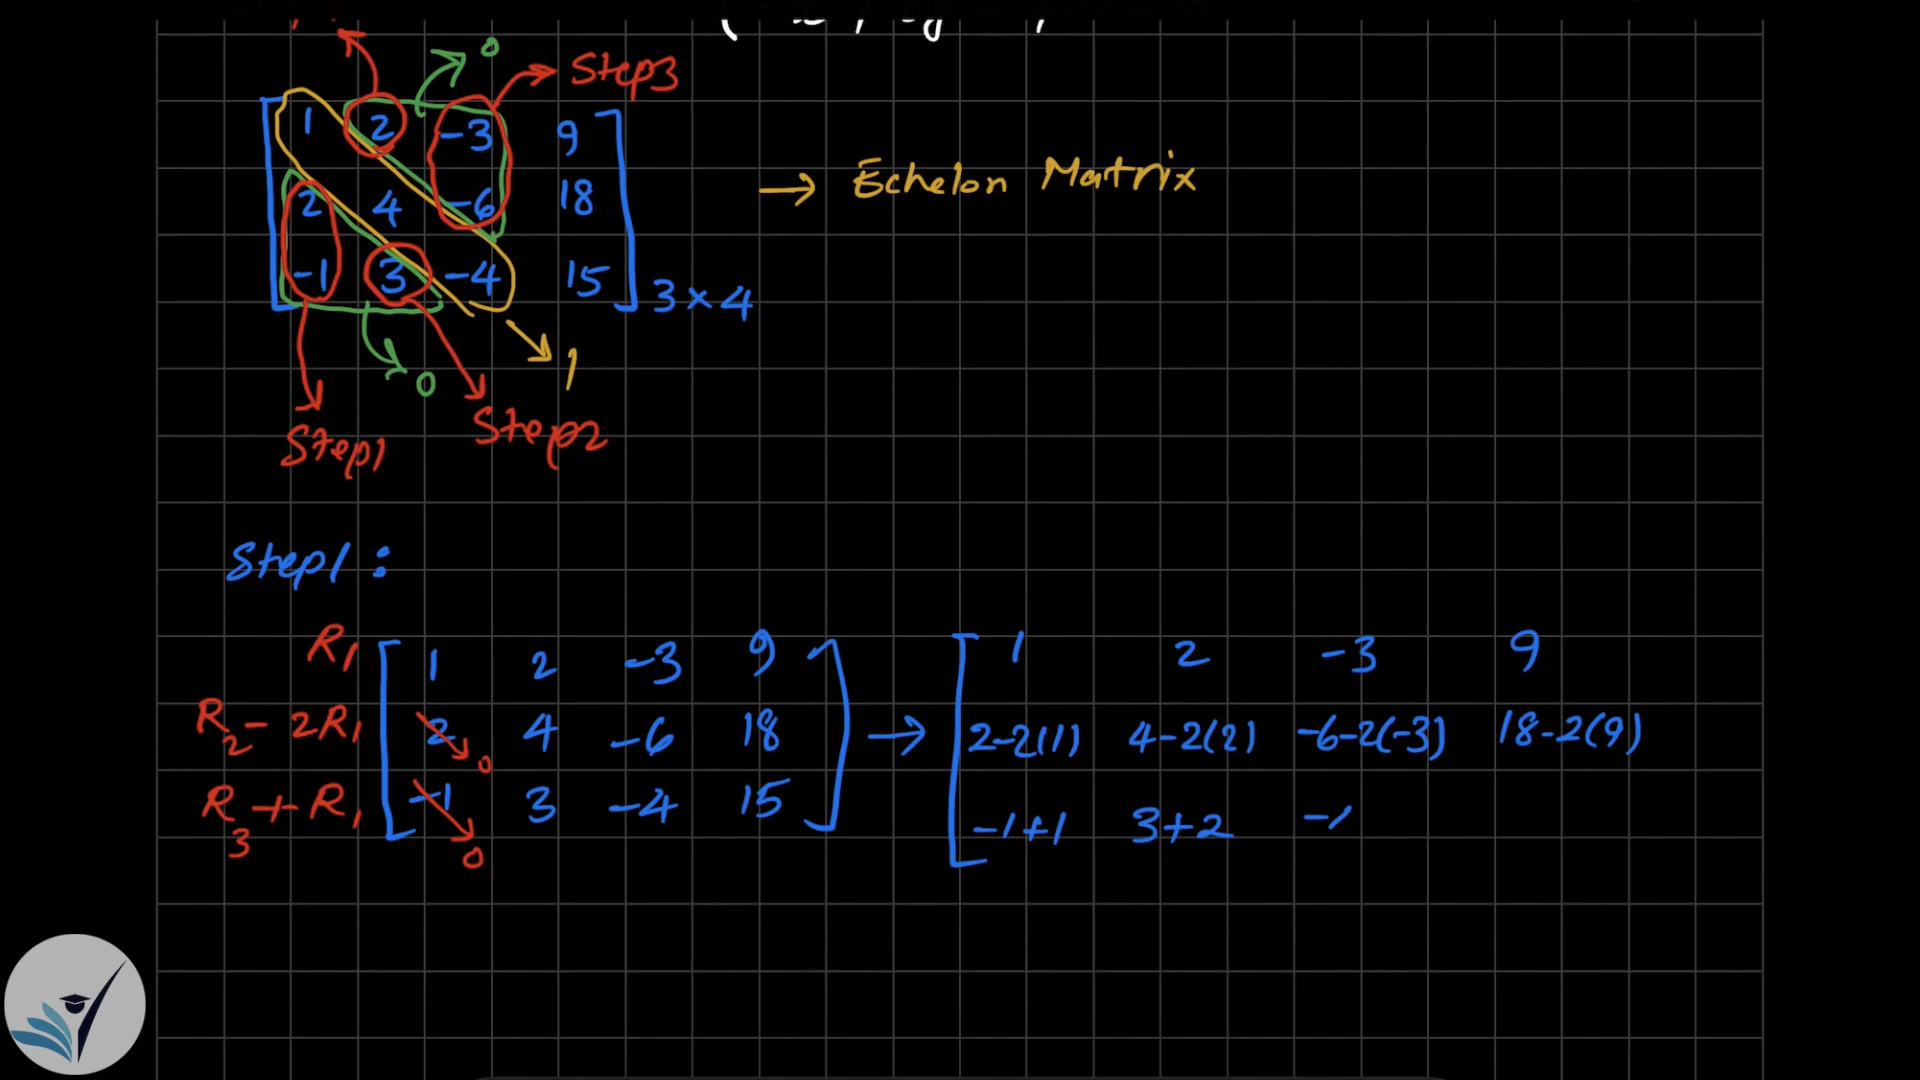 0
Step3
1 2 -3 9
2 4 -6 18
-1 3 -4 15
3 × 4
→ Echelon Matrix
1
0
Step1
Step2
Step1 :
R1 1 2 -3 9 → 1 2 -3 9
R2 - 2R1 2 0 4 -6 18 2-2(1) 4-2(2) -6-2(-3) 18-2(9)
R3 + R1 -1 0 3 -4 15 -1+1 3+2 -